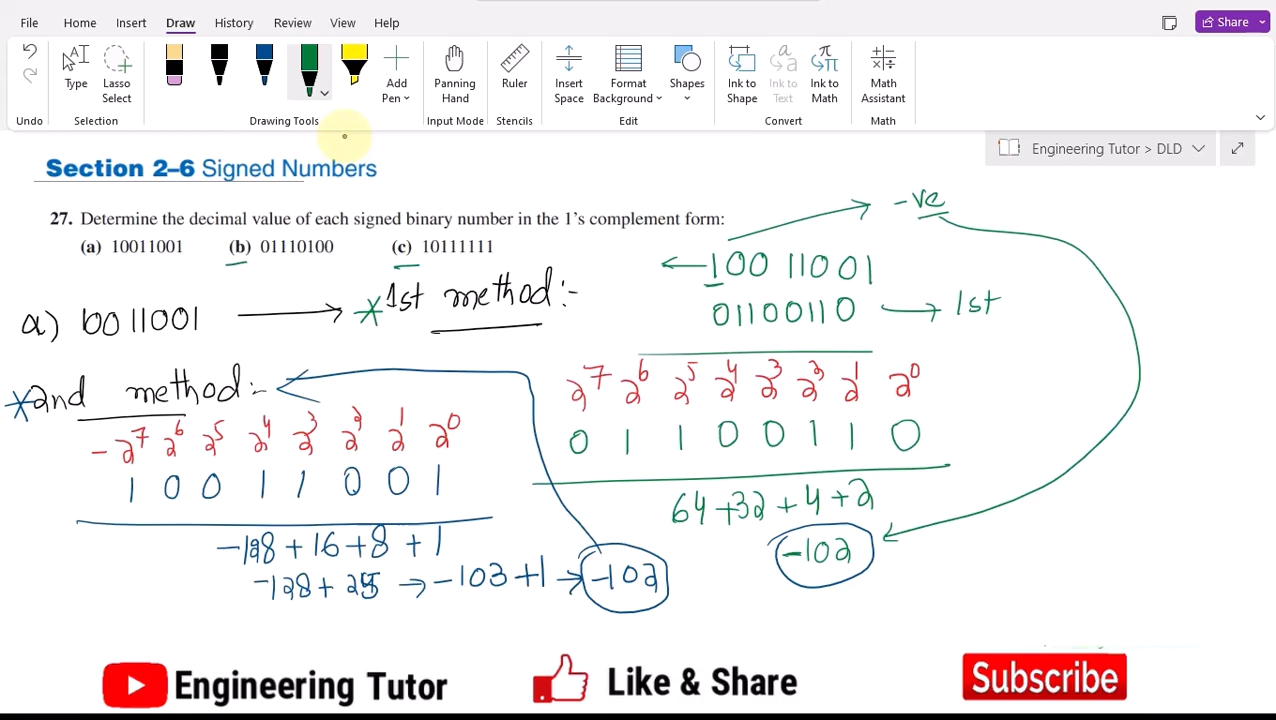 File Home Insert Draw History Review View Help Share
Undo Type Lasso Select Add Pen Panning Hand Ruler Insert Space Format Background Shapes Ink to Shape Ink to Text Ink to Math Math Assistant
Undo Selection Drawing Tools Input Mode Stencils Edit Convert Math
Engineering Tutor > DLD
Section 2–6 Signed Numbers
27. Determine the decimal value of each signed binary number in the 1's complement form:
(a) 10011001 (b) 01110100 (c) 10111111
-ve
←100 11001
01100110 → 1st
a) 10011001 → *1st method:-
*2nd method:-
-2^7 2^6 2^5 2^4 2^3 2^2 2^1 2^0
1 0 0 1 1 0 0 1
-128 + 16 + 8 + 1
-128 + 25 → -103 + 1 → -102
2^7 2^6 2^5 2^4 2^3 2^2 2^1 2^0
0 1 1 0 0 1 1 0
64 + 32 + 4 + 2
-102
Engineering Tutor Like & Share Subscribe